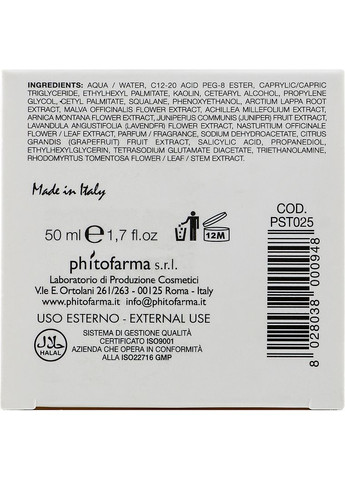 INGREDIENTS: AQUA / WATER, C12-20 ACID PEG-8 ESTER, CAPRYLIC/CAPRIC
TRIGLYCERIDE, ETHYLHEXYL PALMITATE, KAOLIN, CETEARYL ALCOHOL, PROPYLENE
GLYCOL, CETYL PALMITATE, SQUALANE, PHENOXYETHANOL, ARCTIUM LAPPA ROOT
EXTRACT, MALVA OFFICINALIS FLOWER EXTRACT, ACHILLEA MILLEFOLIUM EXTRACT,
ARNICA MONTANA FLOWER EXTRACT, JUNIPERUS COMMUNIS (JUNIPER) FRUIT EXTRACT,
LAVANDULA ANGUSTIFOLIA (LAVENDFR) FLOWER EXTRACT, NASTURTIUM OFFICINALE
FLOWER / LEAF EXTRACT, PARFUM / FRAGRANCE, SODIUM DEHYDROACETATE, CITRUS
GRANDIS (GRAPEFRUIT) FRUIT EXTRACT, SALICYLIC ACID, PROPANEDIOL,
ETHYLHEXYLGLYCERIN, TETRASODIUM GLUTAMATE DIACETATE, TRIETHANOLAMINE,
RHODOMYRTUS TOMENTOSA FLOWER / LEAF / STEM EXTRACT.
Made in Italy
50 ml e 1,7 fl.oz
12M
COD.
PST025
phitofarma s.r.l.
Laboratorio di Produzione Cosmetici
V.le E. Ortolani 261/263 - 00125 Roma - Italy
www.phitofarma.it info@phitofarma.it
USO ESTERNO - EXTERNAL USE
SISTEMA DI GESTIONE QUALITÀ
CERTIFICATO ISO9001
AZIENDA CHE OPERA IN CONFORMITÀ
ALLA ISO22716 GMP
حلال
HALAL
8 028038 000948